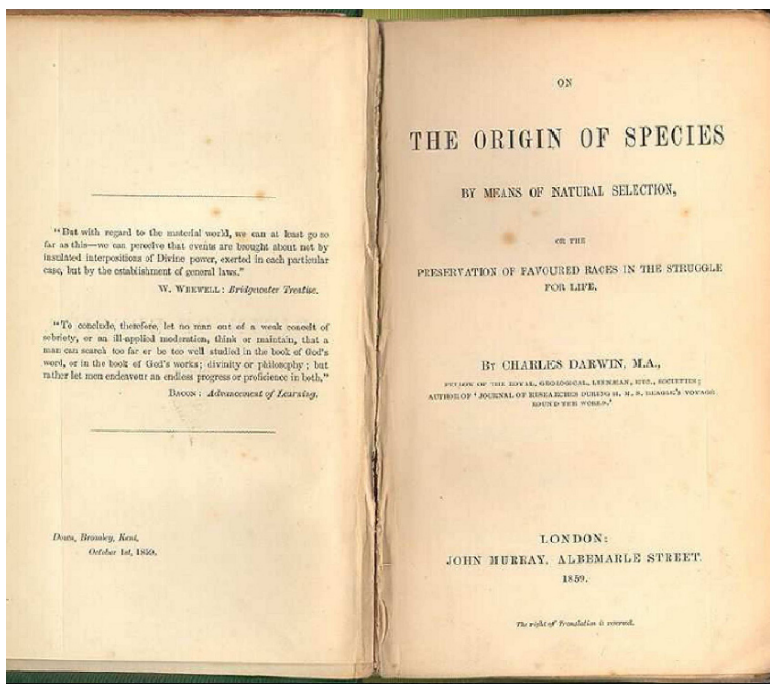 "But with regard to the material world, we can at least go so
far as this—we can perceive that events are brought about not by
insulated interpositions of Divine power, exerted in each particular
case, but by the establishment of general laws."
W. WHEWELL: Bridgewater Treatise.
"To conclude, therefore, let no man out of a weak conceit of
sobriety, or an ill-applied moderation, think or maintain, that a
man can search too far or be too well studied in the book of God's
word, or in the book of God's works; divinity or philosophy; but
rather let men endeavour an endless progress or proficience in both."
BACON: Advancement of Learning.
Down, Bromley, Kent,
October 1st, 1859.
ON
THE ORIGIN OF SPECIES
BY MEANS OF NATURAL SELECTION,
OR THE
PRESERVATION OF FAVOURED RACES IN THE STRUGGLE
FOR LIFE.
BY CHARLES DARWIN, M.A.,
FELLOW OF THE ROYAL, GEOLOGICAL, LINNÆAN, ETC., SOCIETIES;
AUTHOR OF 'JOURNAL OF RESEARCHES DURING H. M. S. BEAGLE'S VOYAGE
ROUND THE WORLD.'
LONDON:
JOHN MURRAY, ALBEMARLE STREET.
1859.
The right of Translation is reserved.